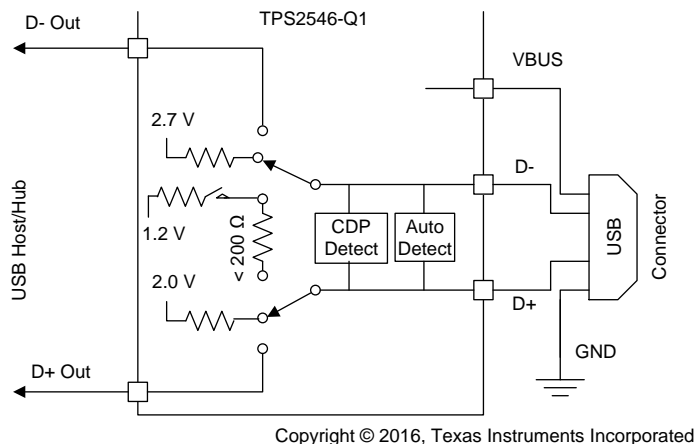 D- Out
TPS2546-Q1
VBUS
2.7 V
D-
1.2 V
< 200 Ω
CDP
Detect
Auto
Detect
USB
Connector
USB Host/Hub
2.0 V
D+
D+ Out
GND
Copyright © 2016, Texas Instruments Incorporated